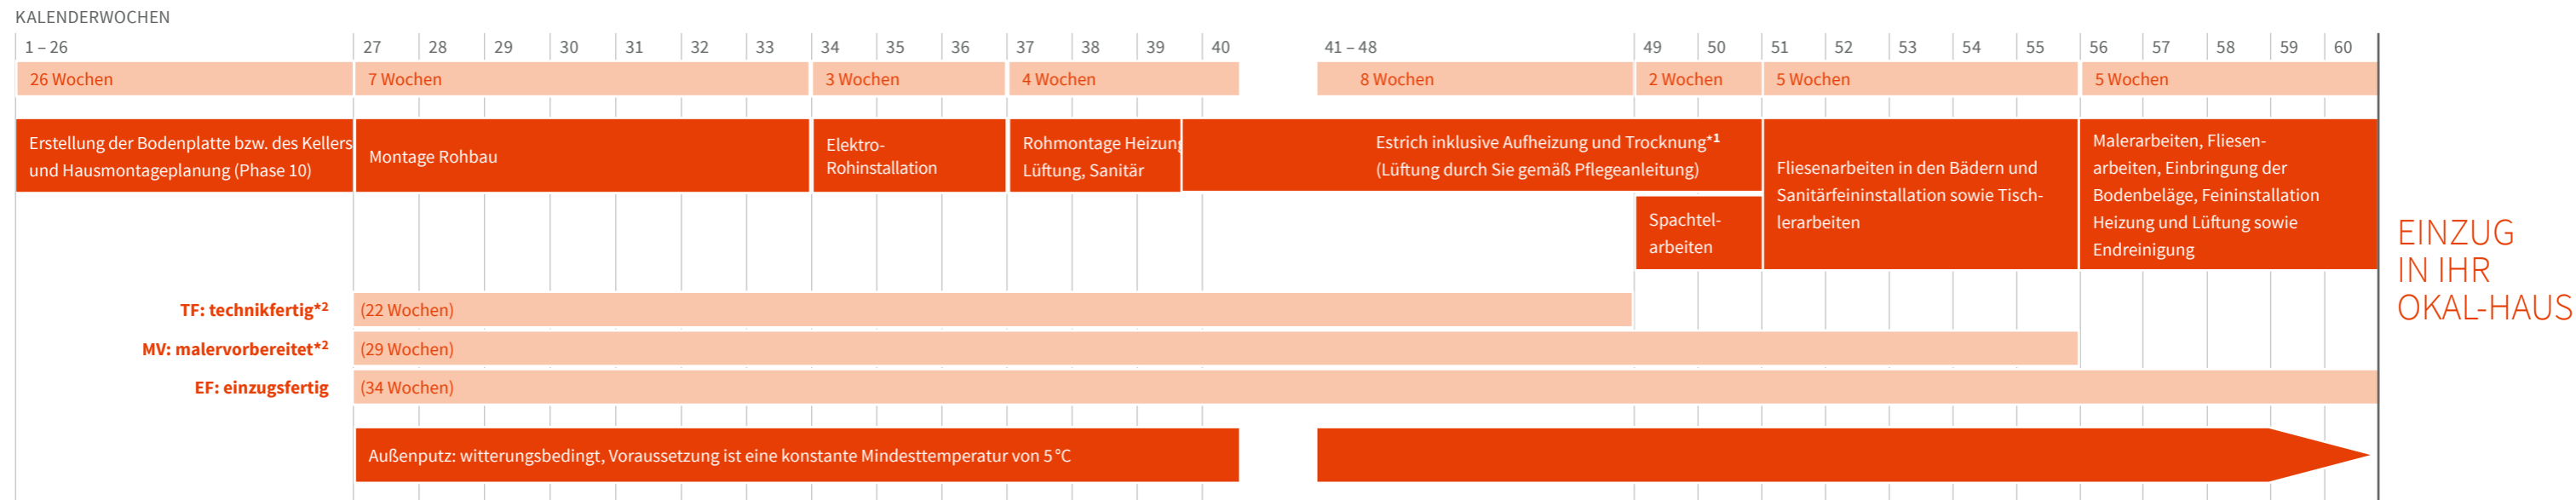 KALENDERWOCHEN
1 – 26 27 28 29 30 31 32 33 34 35 36 37 38 39 40 41 – 48 49 50 51 52 53 54 55 56 57 58 59 60
26 Wochen 7 Wochen 3 Wochen 4 Wochen 8 Wochen 2 Wochen 5 Wochen 5 Wochen
Erstellung der Bodenplatte bzw. des Kellers
und Hausmontageplanung (Phase 10)
Montage Rohbau
Elektro-
Rohinstallation
Rohmontage Heizung
Lüftung, Sanitär
Estrich inklusive Aufheizung und Trocknung*1
(Lüftung durch Sie gemäß Pflegeanleitung)
Spachtel-
arbeiten
Fliesenarbeiten in den Bädern und
Sanitärfeininstallation sowie Tisch-
lerarbeiten
Malerarbeiten, Fliesen-
arbeiten, Einbringung der
Bodenbeläge, Feininstallation
Heizung und Lüftung sowie
Endreinigung
EINZUG
IN IHR
OKAL-HAUS
TF: technikfertig*2 (22 Wochen)
MV: malervorbereitet*2 (29 Wochen)
EF: einzugsfertig (34 Wochen)
Außenputz: witterungsbedingt, Voraussetzung ist eine konstante Mindesttemperatur von 5 °C